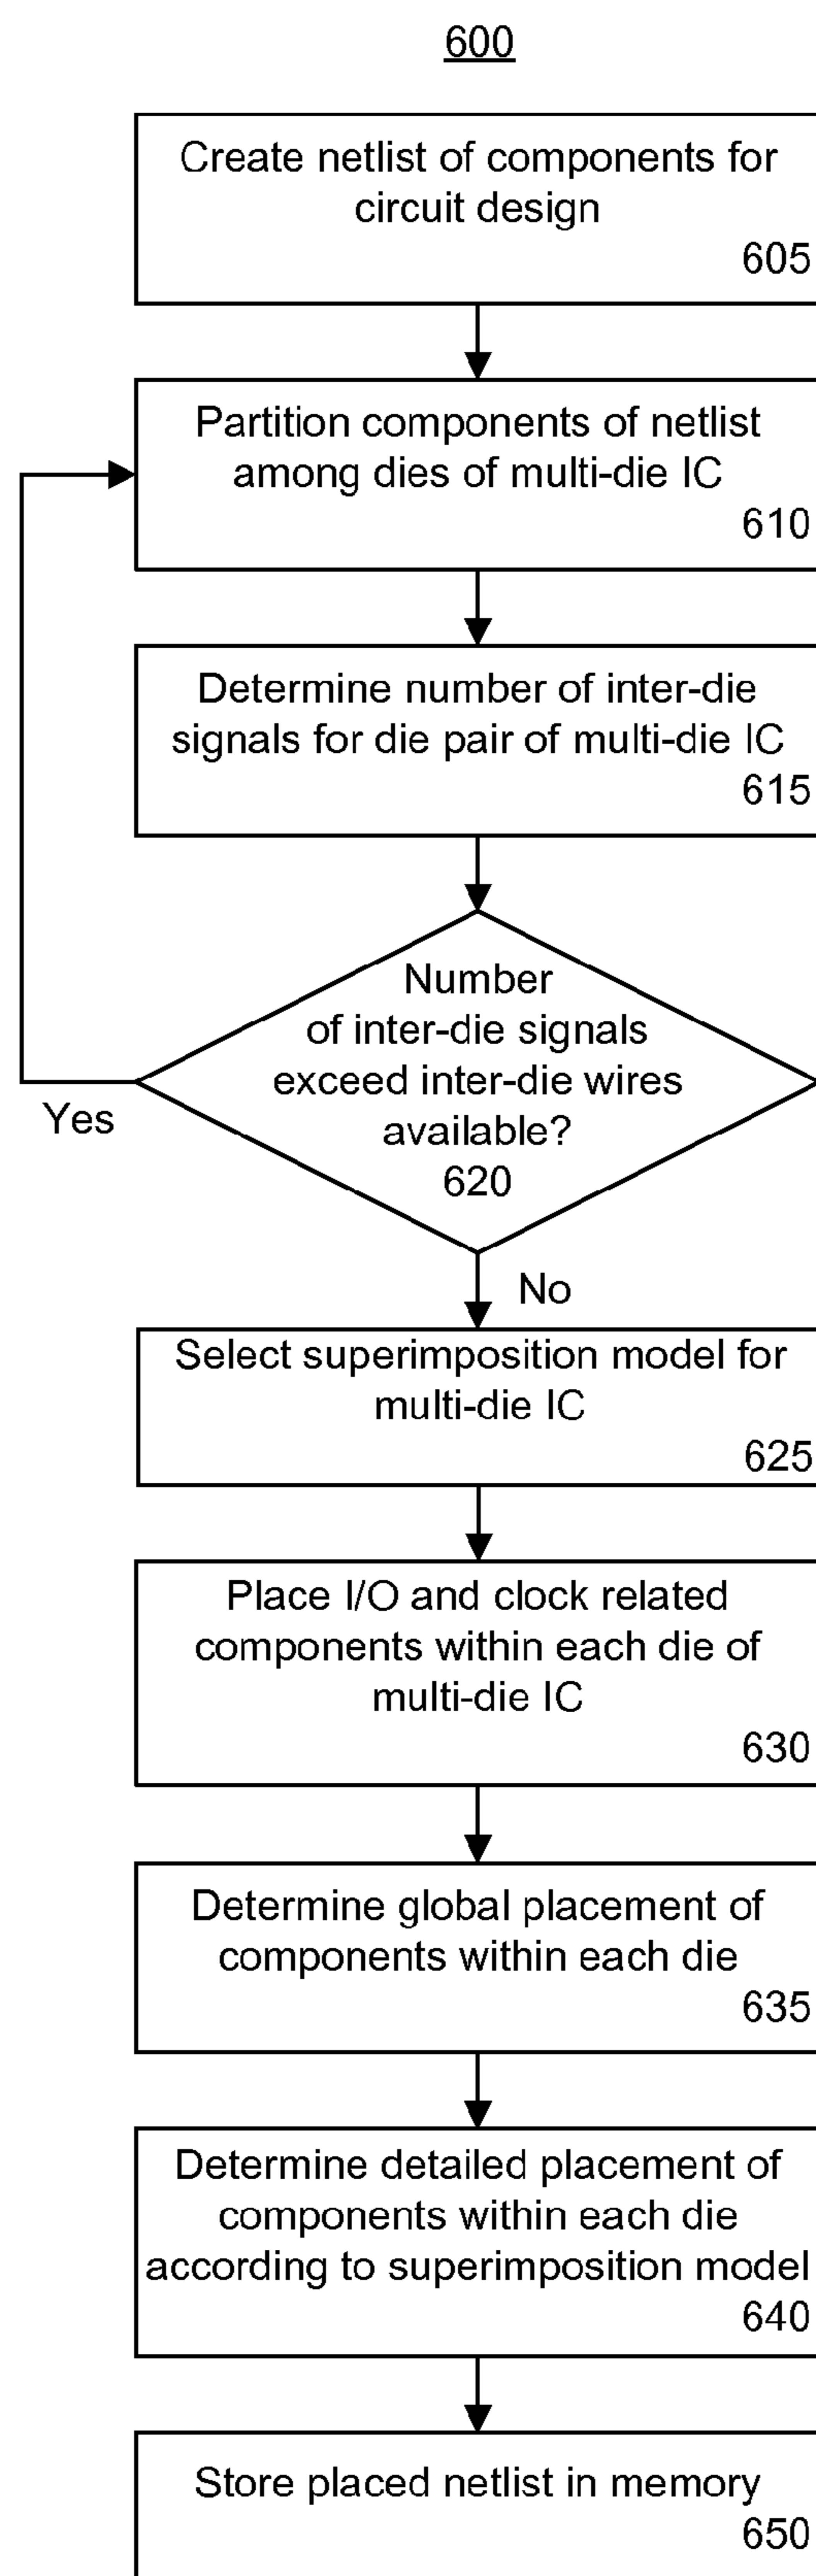 600
Create netlist of components for
circuit design
605
Partition components of netlist
among dies of multi-die IC
610
Determine number of inter-die
signals for die pair of multi-die IC
615
Number
of inter-die signals
exceed inter-die wires
available?
620
Yes
No
Select superimposition model for
multi-die IC
625
Place I/O and clock related
components within each die of
multi-die IC
630
Determine global placement of
components within each die
635
Determine detailed placement of
components within each die
according to superimposition model
640
Store placed netlist in memory
650